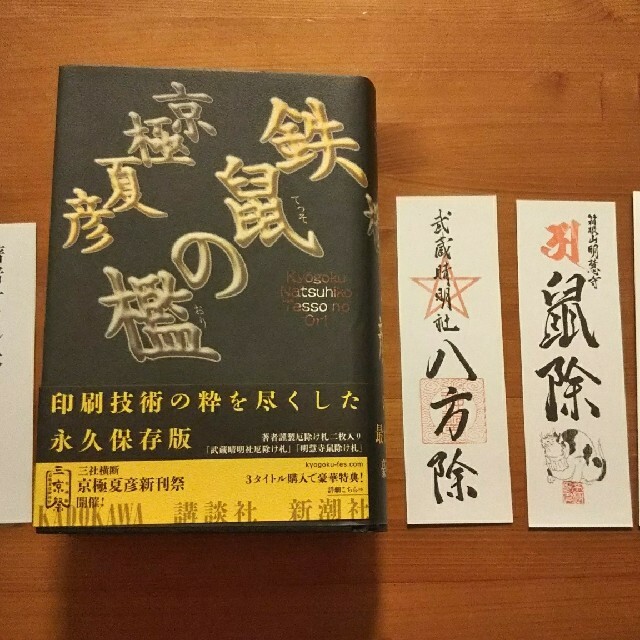 鉄鼠の檻
てっそ
おり
京極夏彦
Kyōgoku
Natsuhiko
Tesso no
Ori
印刷技術の粋を尽くした
永久保存版
著者謹製厄除け札二枚入り
「武蔵晴明社厄除け札」「明慧寺鼠除け札」
三京祭
三社横断
京極夏彦新刊祭
開催!
kyogoku-fes.com
3タイトル購入で豪華特典!
詳細こちら
KADOKAWA 講談社 新潮社
武蔵晴明社
八方除
箱根山明慧寺
鼠除